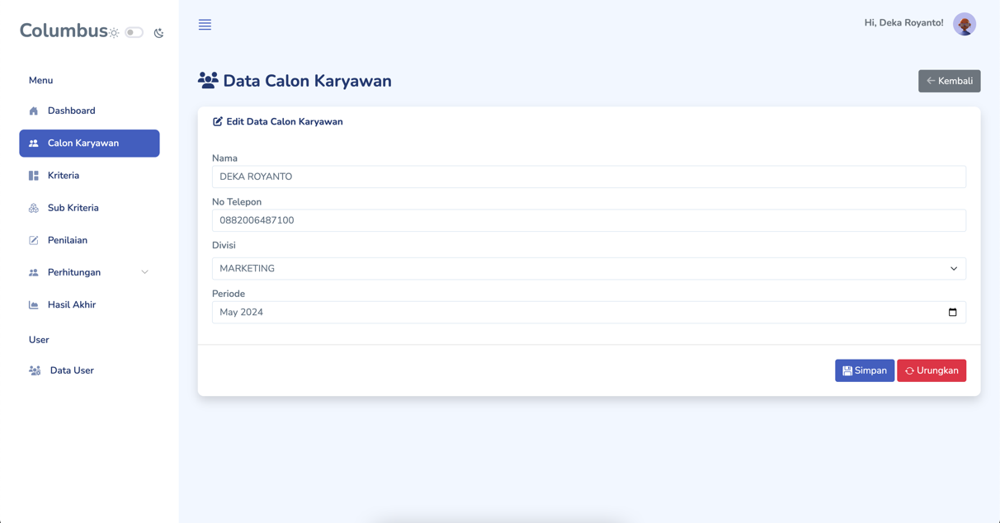 Columbus
Hi, Deka Royanto!
Menu
Dashboard
Calon Karyawan
Kriteria
Sub Kriteria
Penilaian
Perhitungan
Hasil Akhir
User
Data User
Data Calon Karyawan
Kembali
Edit Data Calon Karyawan
Nama
DEKA ROYANTO
No Telepon
0882006487100
Divisi
MARKETING
Periode
May 2024
Simpan
Urungkan